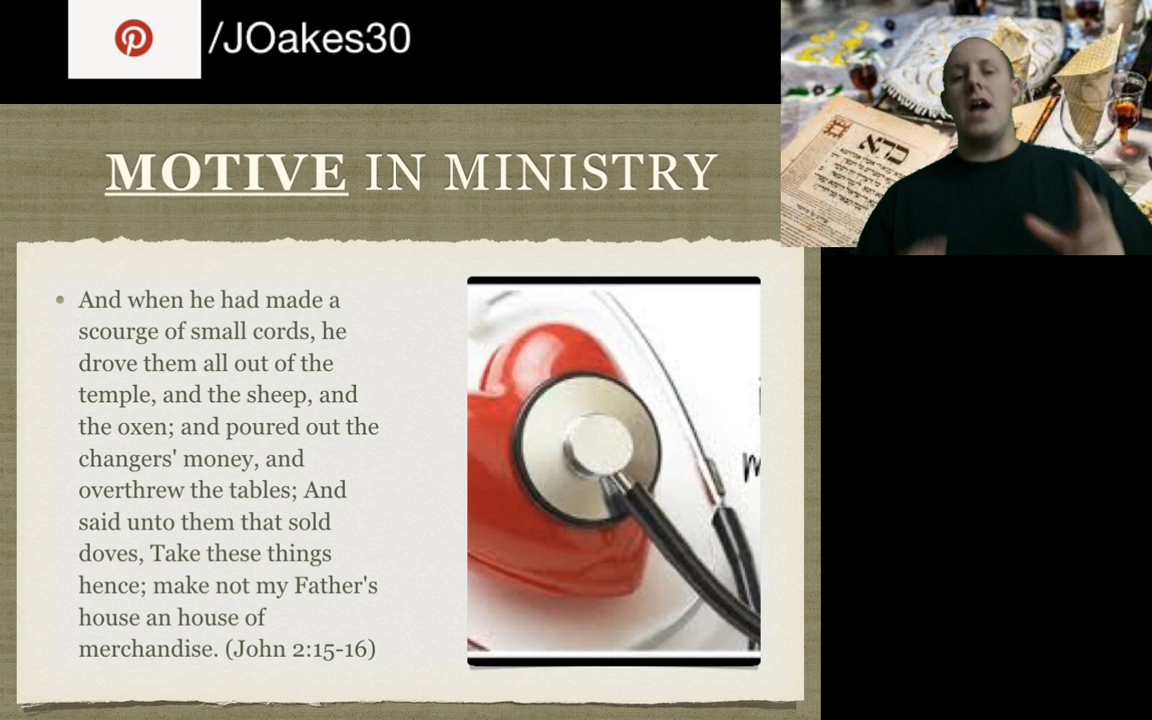 /JOakes30
MOTIVE IN MINISTRY
And when he had made a
scourge of small cords, he
drove them all out of the
temple, and the sheep, and
the oxen; and poured out the
changers' money, and
overthrew the tables; And
said unto them that sold
doves, Take these things
hence; make not my Father's
house an house of
merchandise. (John 2:15-16)